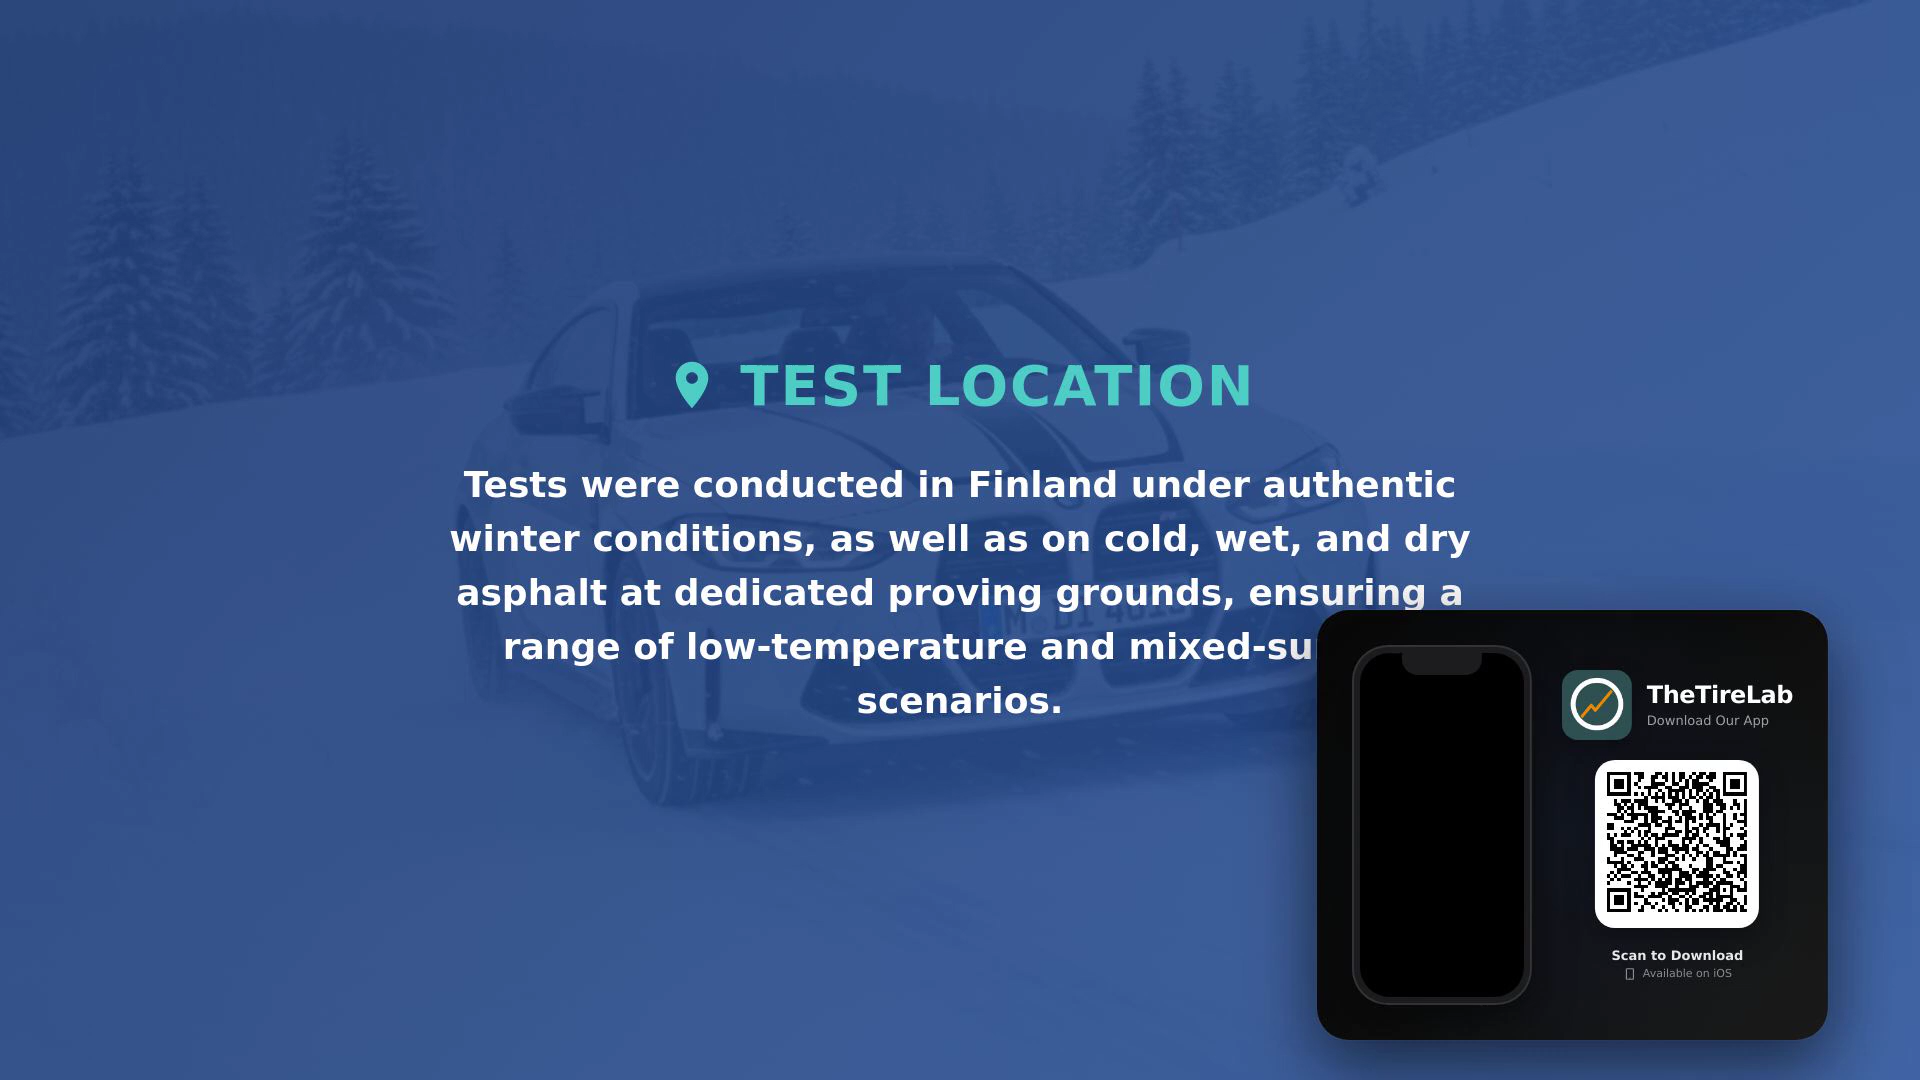 TEST LOCATION
Tests were conducted in Finland under authentic
winter conditions, as well as on cold, wet, and dry
asphalt at dedicated proving grounds, ensuring a
range of low-temperature and
scenarios.
TheTireLab
Download Our App
Scan to Download
Available on iOS